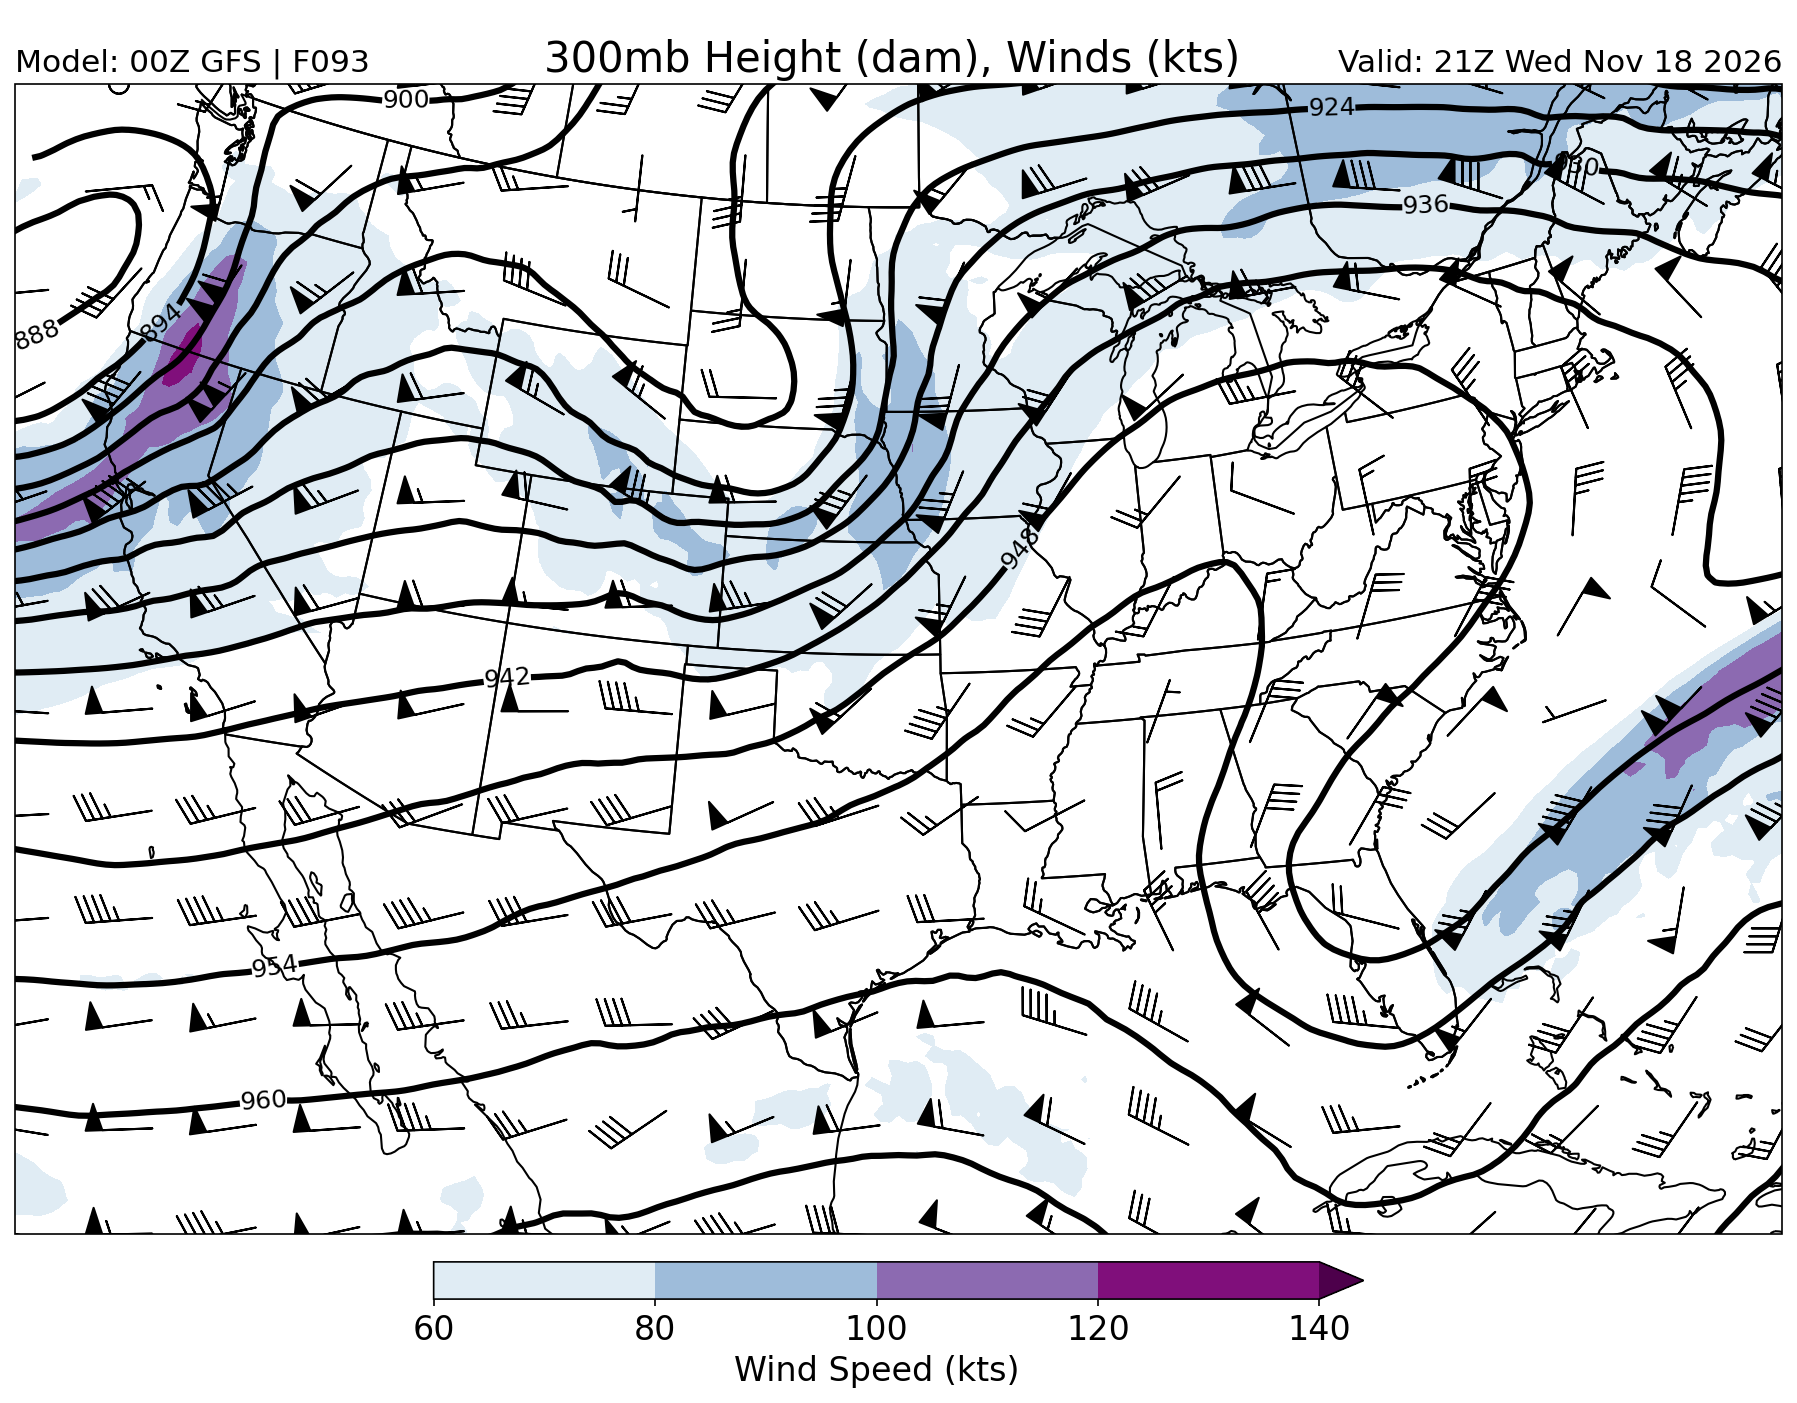 Model: 00Z GFS | F093
300mb Height (dam), Winds (kts)
Valid: 21Z Wed Nov 18 2026
900
924
930
936
894
888
948
942
954
960
60 80 100 120 140
Wind Speed (kts)